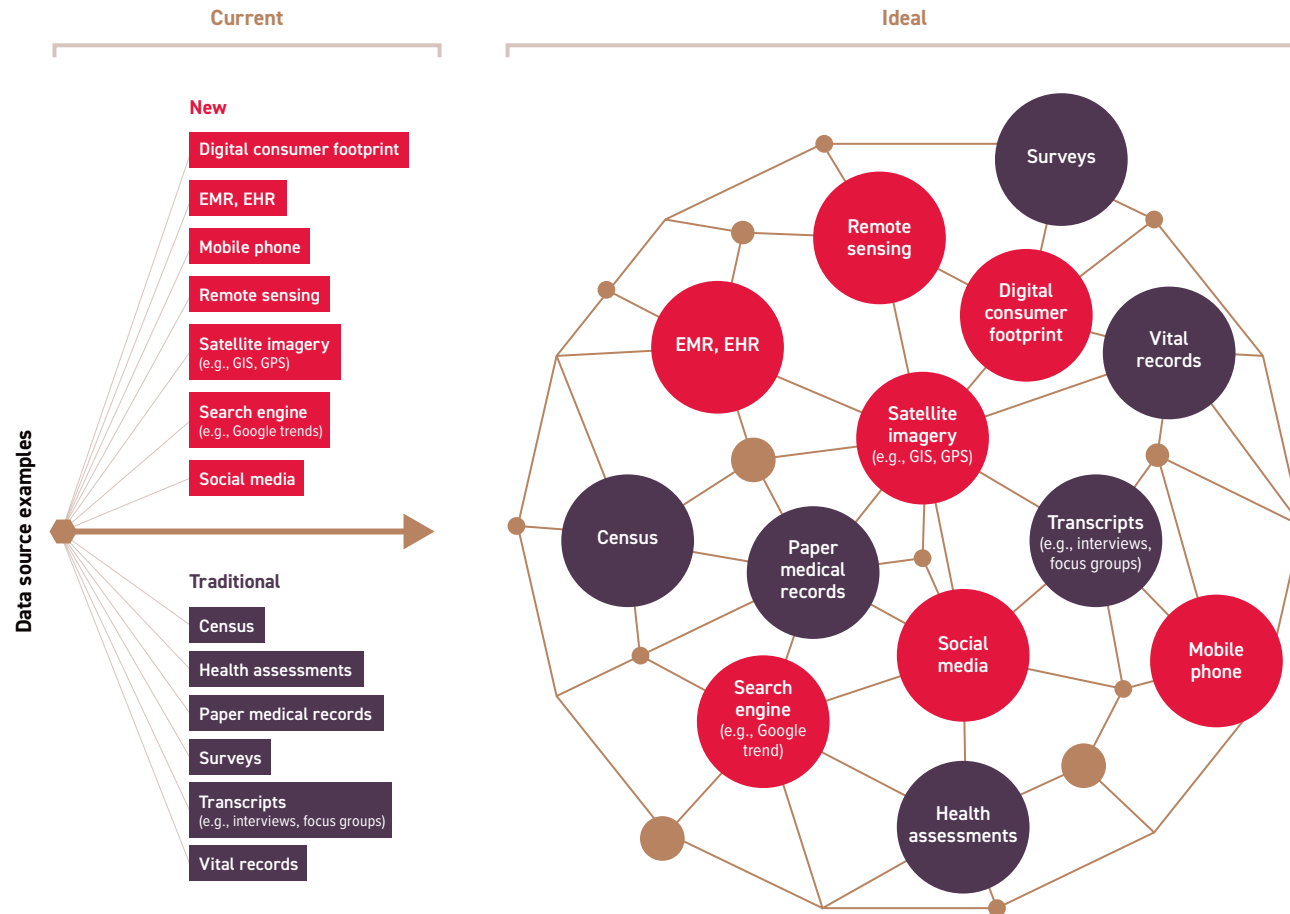 Current
Ideal
Data source examples
New
Digital consumer footprint
EMR, EHR
Mobile phone
Remote sensing
Satellite imagery
(e.g., GIS, GPS)
Search engine
(e.g., Google trends)
Social media
Traditional
Census
Health assessments
Paper medical records
Surveys
Transcripts
(e.g., interviews, focus groups)
Vital records
Surveys
Remote
sensing
Digital
consumer
footprint
Vital
records
EMR, EHR
Satellite
imagery
(e.g., GIS, GPS)
Census
Paper
medical
records
Transcripts
(e.g., interviews,
focus groups)
Social
media
Mobile
phone
Search
engine
(e.g., Google
trend)
Health
assessments